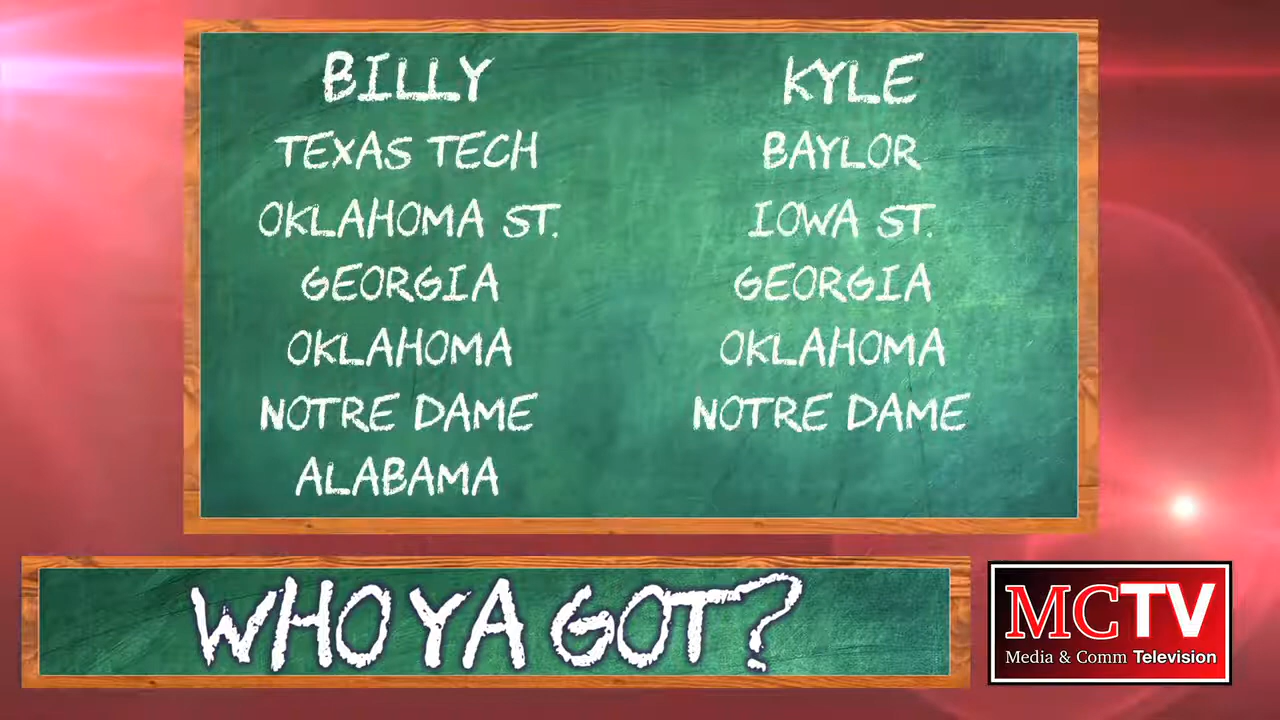 BILLY
TEXAS TECH
OKLAHOMA ST.
GEORGIA
OKLAHOMA
NOTRE DAME
ALABAMA
KYLE
BAYLOR
IOWA ST.
GEORGIA
OKLAHOMA
NOTRE DAME
WHO YA GOT?
MCTV
Media & Comm Television